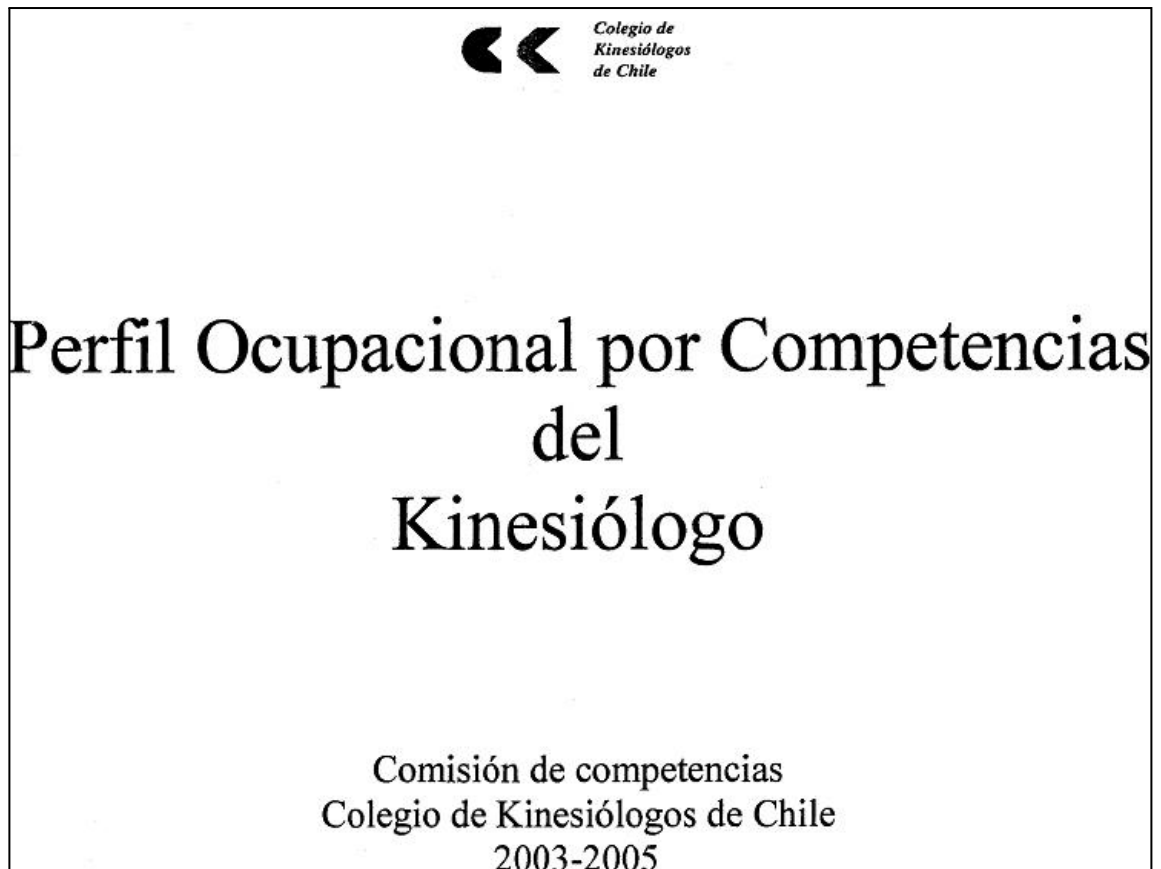 Colegio de
Kinesiólogos
de Chile
Perfil Ocupacional por Competencias
del
Kinesiólogo
Comisión de competencias
Colegio de Kinesiólogos de Chile
2003-2005